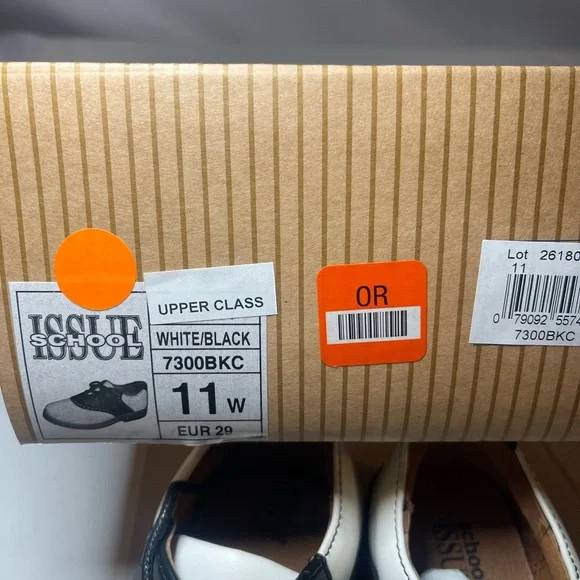 ISSUE
SCHOOL
UPPER CLASS
WHITE/BLACK
7300BKC
11 W
EUR 29
OR
Lot 26180
11
0 79092 5574
7300BKC
School
ISSUE